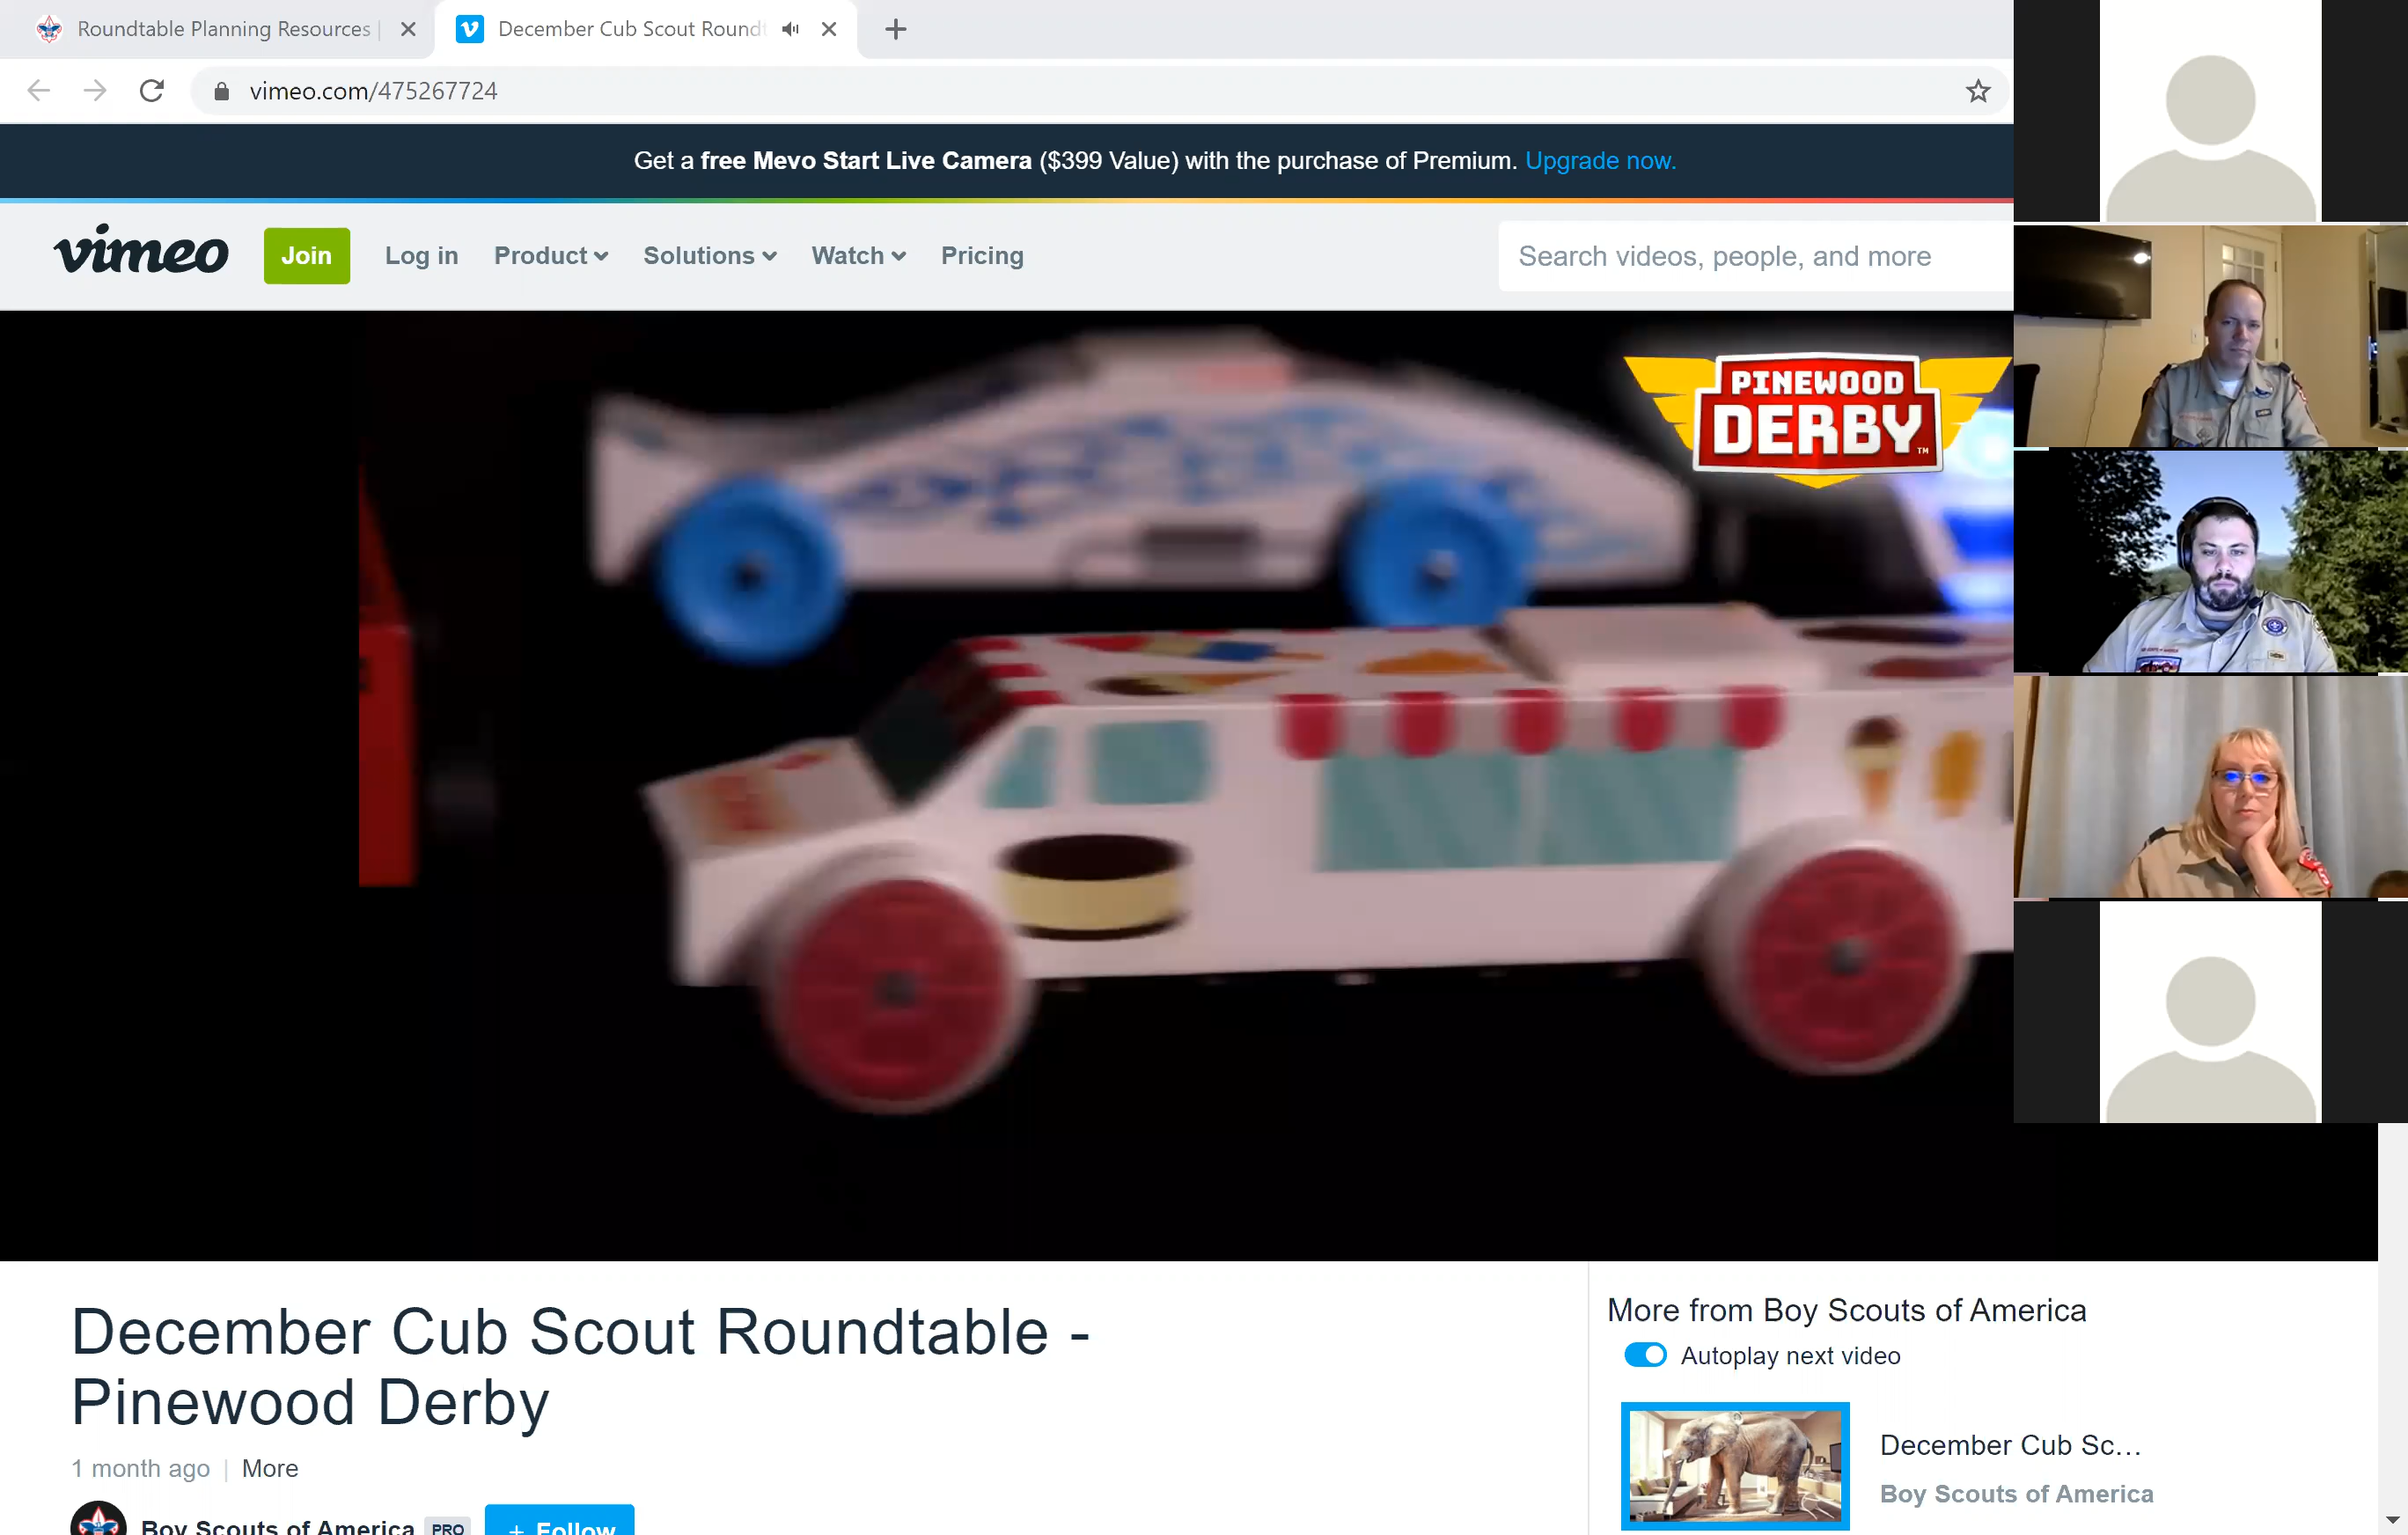 Roundtable Planning Resources |
December Cub Scout Roundt
vimeo.com/475267724
Get a free Mevo Start Live Camera ($399 Value) with the purchase of Premium. Upgrade now.
vimeo
Join
Log in
Product
Solutions
Watch
Pricing
Search videos, people, and more
PINEWOOD
DERBY™
December Cub Scout Roundtable -
Pinewood Derby
1 month ago | More
Boy Scouts of America PRO
+ Follow
More from Boy Scouts of America
Autoplay next video
December Cub Sc...
Boy Scouts of America